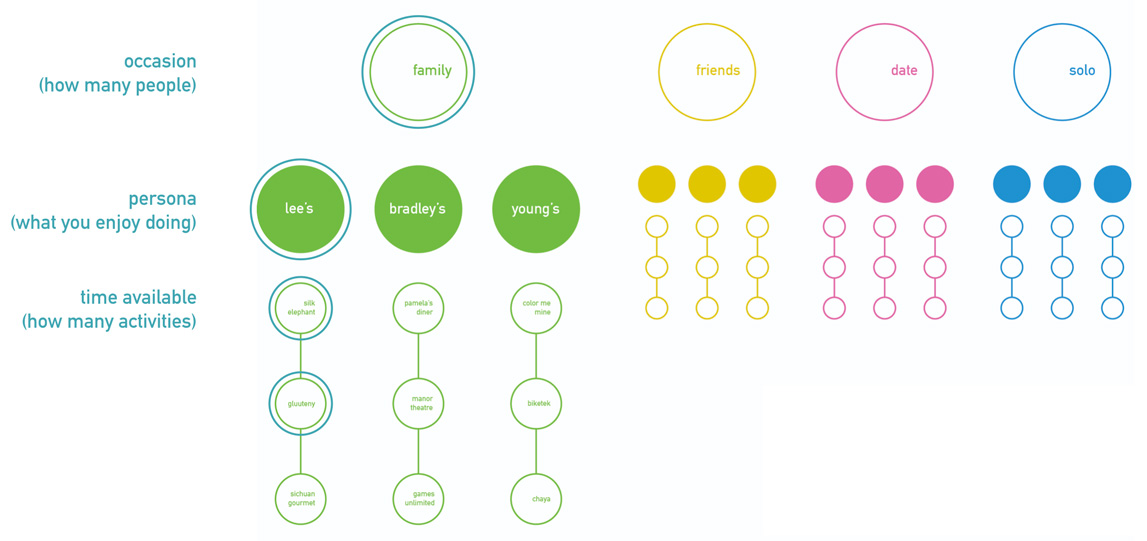 occasion
(how many people)
family
friends
date
solo
persona
(what you enjoy doing)
lee's
bradley's
young's
time available
(how many activities)
silk
elephant
pamela's
diner
color me
mine
gluuteny
manor
theatre
biketek
sichuan
gourmet
games
unlimited
chaya